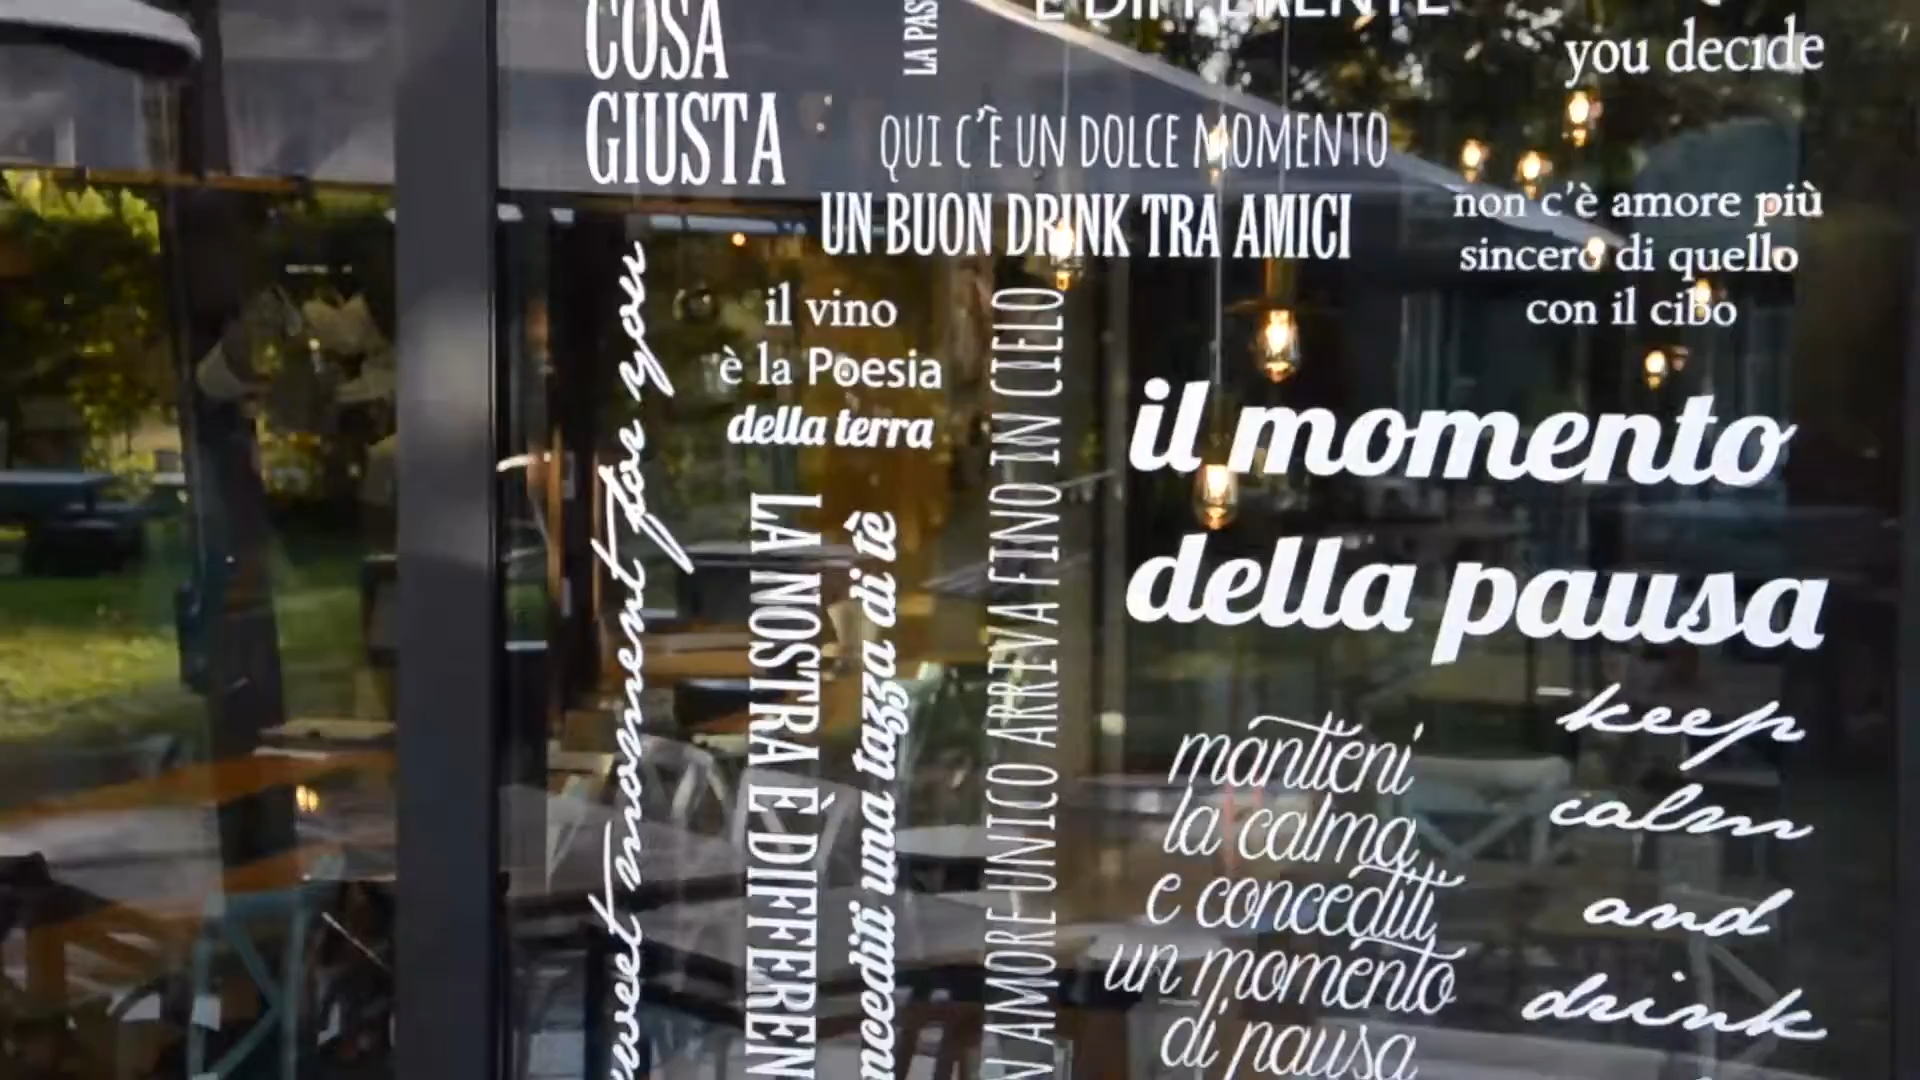 COSA
GIUSTA
you decide
QUI C'È UN DOLCE MOMENTO
UN BUON DRINK TRA AMICI
non c'è amore più
sincero di quello
con il cibo
il vino
è la Poesia
della terra
sweet moment for you
LA NOSTRA È
una tazza di tè
AMORE UNICO ARRIVA FINO IN CIELO
il momento
della pausa
mantieni
la calma
e concediti
un momento
di pausa
keep
calm
and
drink